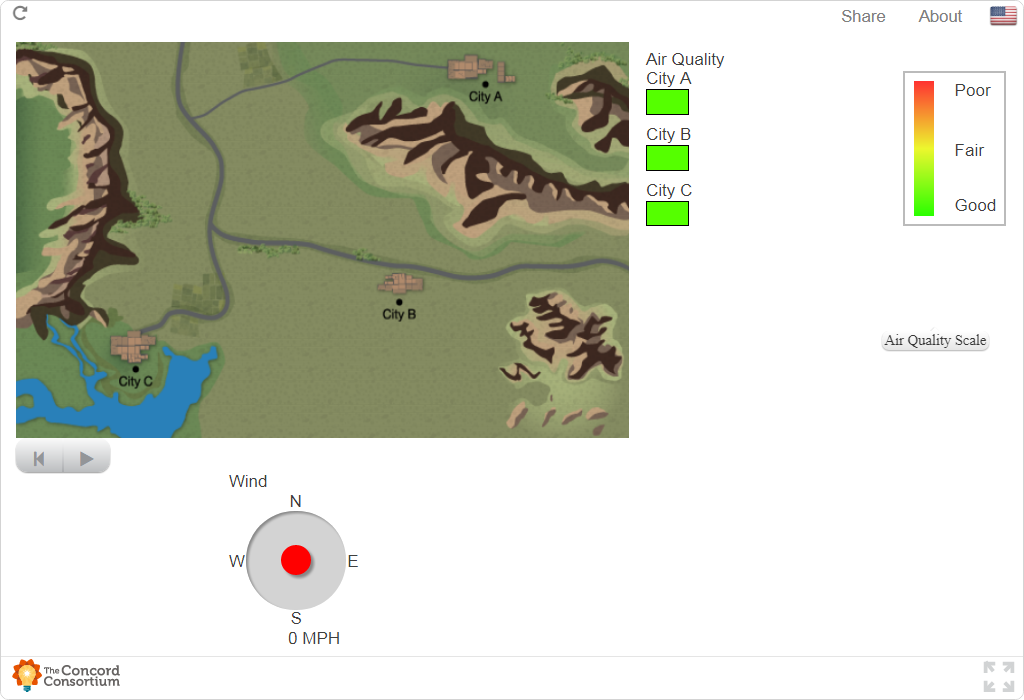 Share
About
Air Quality
City A
City B
City C
Poor
Fair
Good
City A
City B
City C
Air Quality Scale
Wind
N
W
E
S
0 MPH
The Concord
Consortium